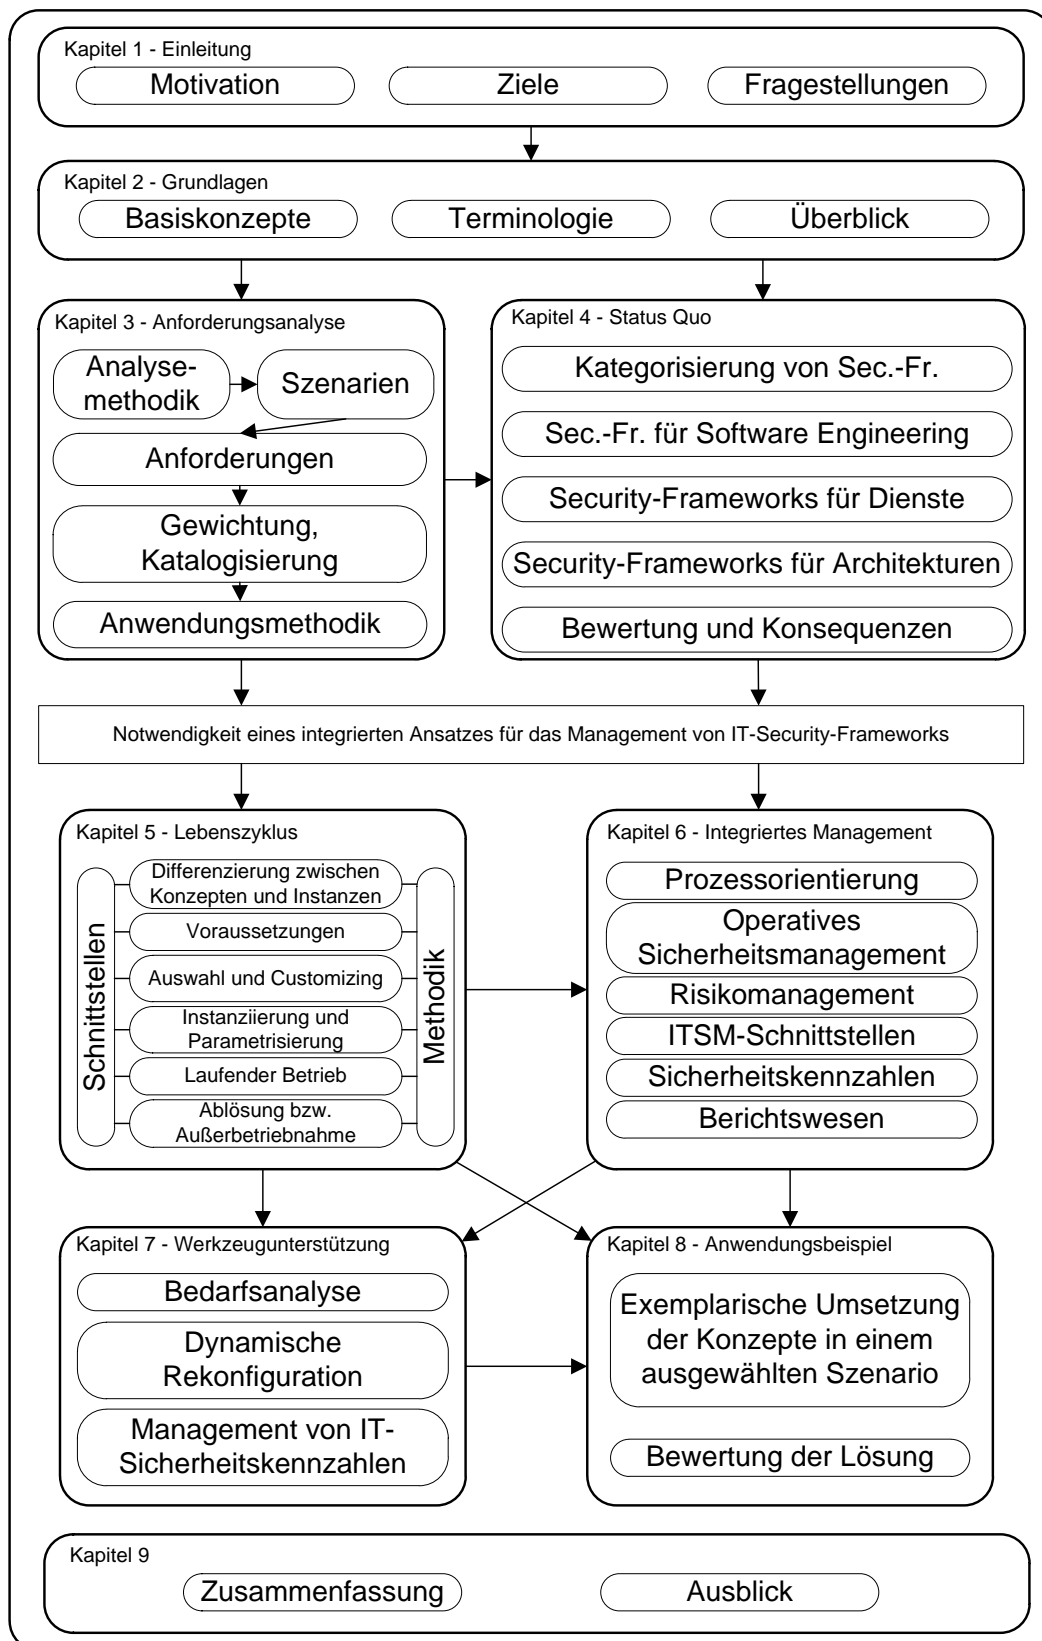 Kapitel 1 - Einleitung
Motivation
Ziele
Fragestellungen
Kapitel 2 - Grundlagen
Basiskonzepte
Terminologie
Überblick
Kapitel 3 - Anforderungsanalyse
Analyse-
methodik
Szenarien
Anforderungen
Gewichtung,
Katalogisierung
Anwendungsmethodik
Kapitel 4 - Status Quo
Kategorisierung von Sec.-Fr.
Sec.-Fr. für Software Engineering
Security-Frameworks für Dienste
Security-Frameworks für Architekturen
Bewertung und Konsequenzen
Notwendigkeit eines integrierten Ansatzes für das Management von IT-Security-Frameworks
Kapitel 5 - Lebenszyklus
Schnittstellen
Differenzierung zwischen
Konzepten und Instanzen
Voraussetzungen
Auswahl und Customizing
Instanziierung und
Parametrisierung
Laufender Betrieb
Ablösung bzw.
Außerbetriebnahme
Methodik
Kapitel 6 - Integriertes Management
Prozessorientierung
Operatives
Sicherheitsmanagement
Risikomanagement
ITSM-Schnittstellen
Sicherheitskennzahlen
Berichtswesen
Kapitel 7 - Werkzeugunterstützung
Bedarfsanalyse
Dynamische
Rekonfiguration
Management von IT-
Sicherheitskennzahlen
Kapitel 8 - Anwendungsbeispiel
Exemplarische Umsetzung
der Konzepte in einem
ausgewählten Szenario
Bewertung der Lösung
Kapitel 9
Zusammenfassung
Ausblick